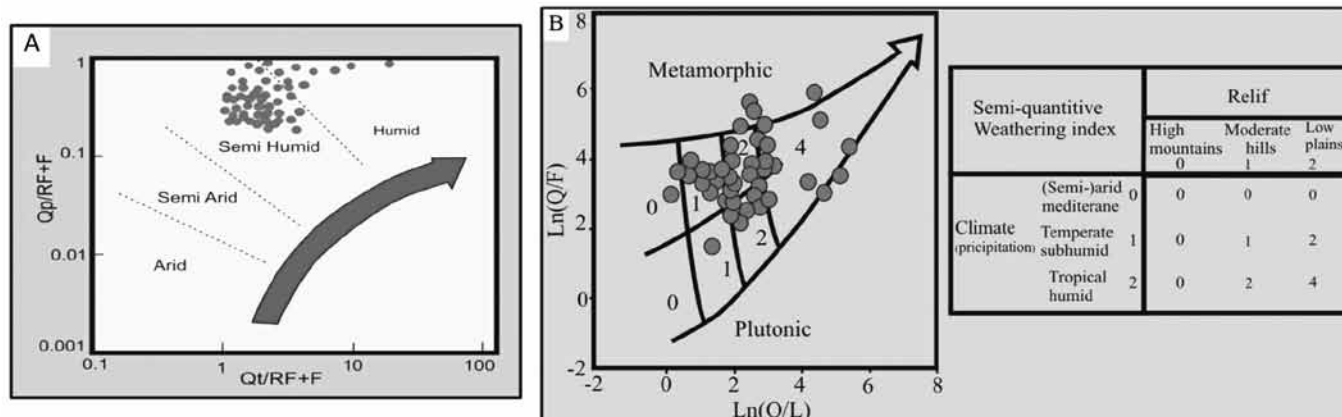 A
1
0.1
0.01
0.001
0.1
1
10
100
Qp/RF+F
Qt/RF+F
Humid
Semi Humid
Semi Arid
Arid
B
8
6
4
2
0
-2
-2
0
2
4
6
8
Ln(Q/F)
Ln(Q/L)
Metamorphic
Plutonic
2
4
0
1
2
1
0
Semi-quantitive
Weathering index
Relif
High
mountains
0
Moderate
hills
1
Low
plains
2
Climate
(pricipitation)
(Semi-)arid
mediterane
0
0
0
0
Temperate
subhumid
1
0
1
2
Tropical
humid
2
0
2
4